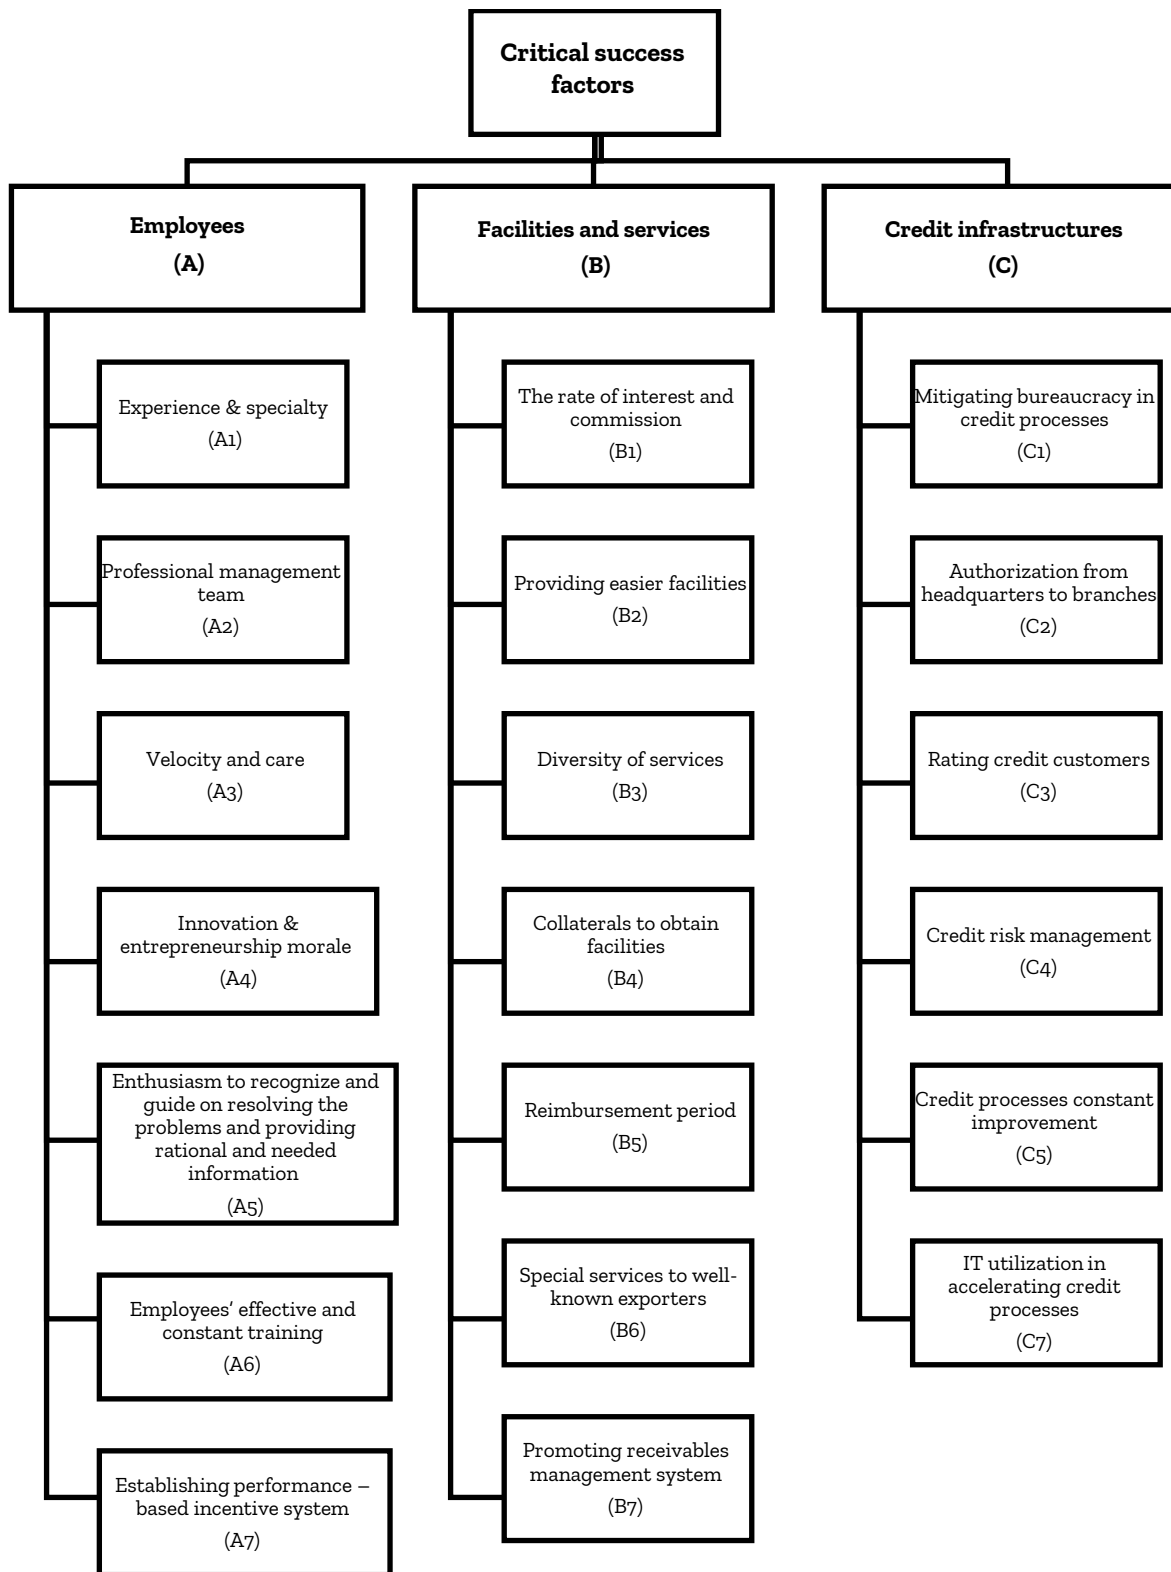 Critical success
factors
Employees
(A)
Facilities and services
(B)
Credit infrastructures
(C)
Experience & specialty
(A1)
Professional management
team
(A2)
Velocity and care
(A3)
Innovation &
entrepreneurship morale
(A4)
Enthusiasm to recognize and
guide on resolving the
problems and providing
rational and needed
information
(A5)
Employees’ effective and
constant training
(A6)
Establishing performance –
based incentive system
(A7)
The rate of interest and
commission
(B1)
Providing easier facilities
(B2)
Diversity of services
(B3)
Collaterals to obtain
facilities
(B4)
Reimbursement period
(B5)
Special services to well-
known exporters
(B6)
Promoting receivables
management system
(B7)
Mitigating bureaucracy in
credit processes
(C1)
Authorization from
headquarters to branches
(C2)
Rating credit customers
(C3)
Credit risk management
(C4)
Credit processes constant
improvement
(C5)
IT utilization in
accelerating credit
processes
(C7)